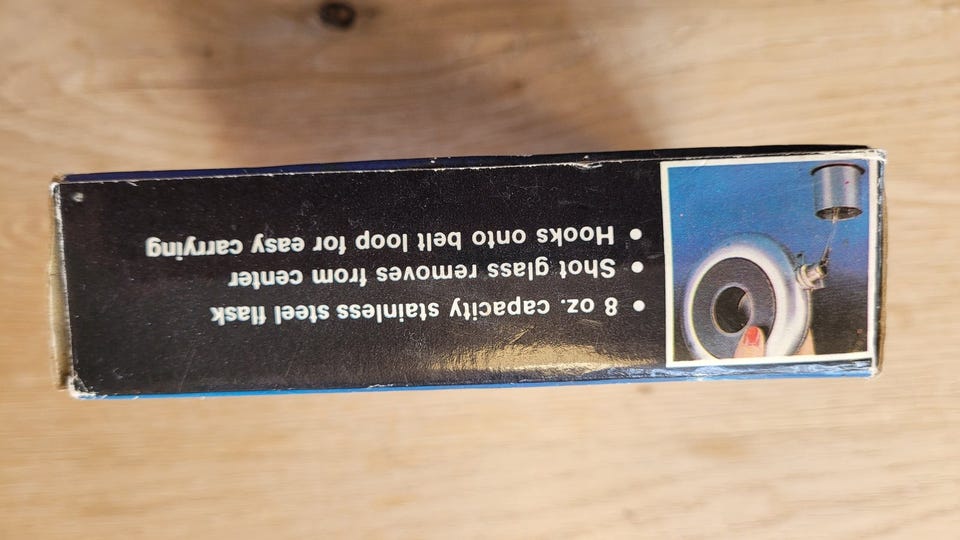 • 8 oz. capacity stainless steel flask
• Shot glass removes from center
• Hooks onto belt loop for easy carrying